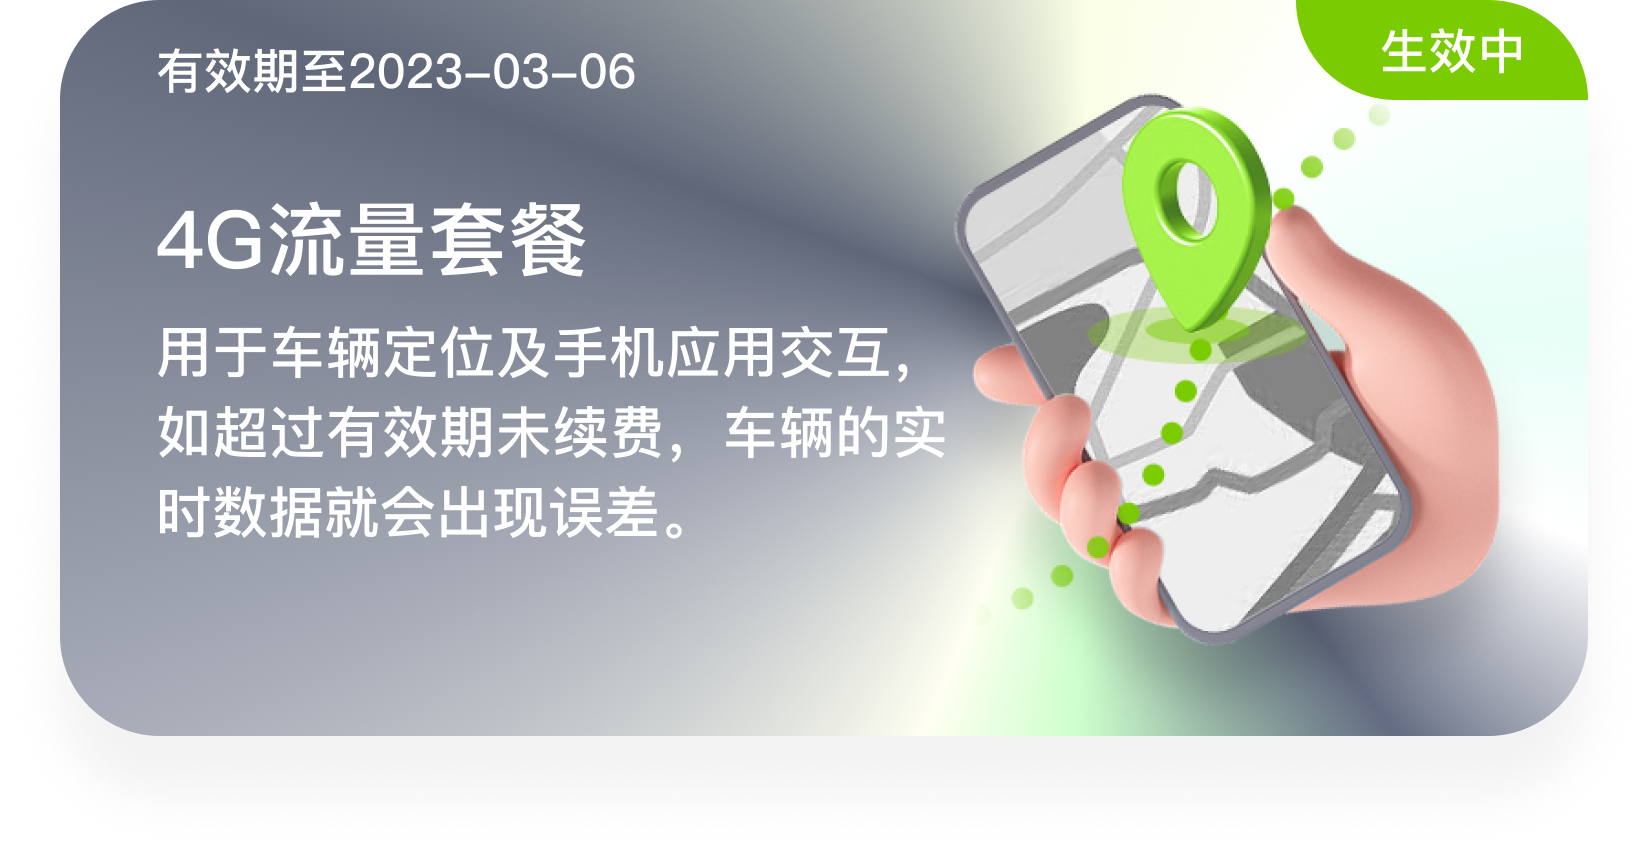 生效中
有效期至2023-03-06
4G流量套餐
用于车辆定位及手机应用交互，
如超过有效期未续费，车辆的实
时数据就会出现误差。